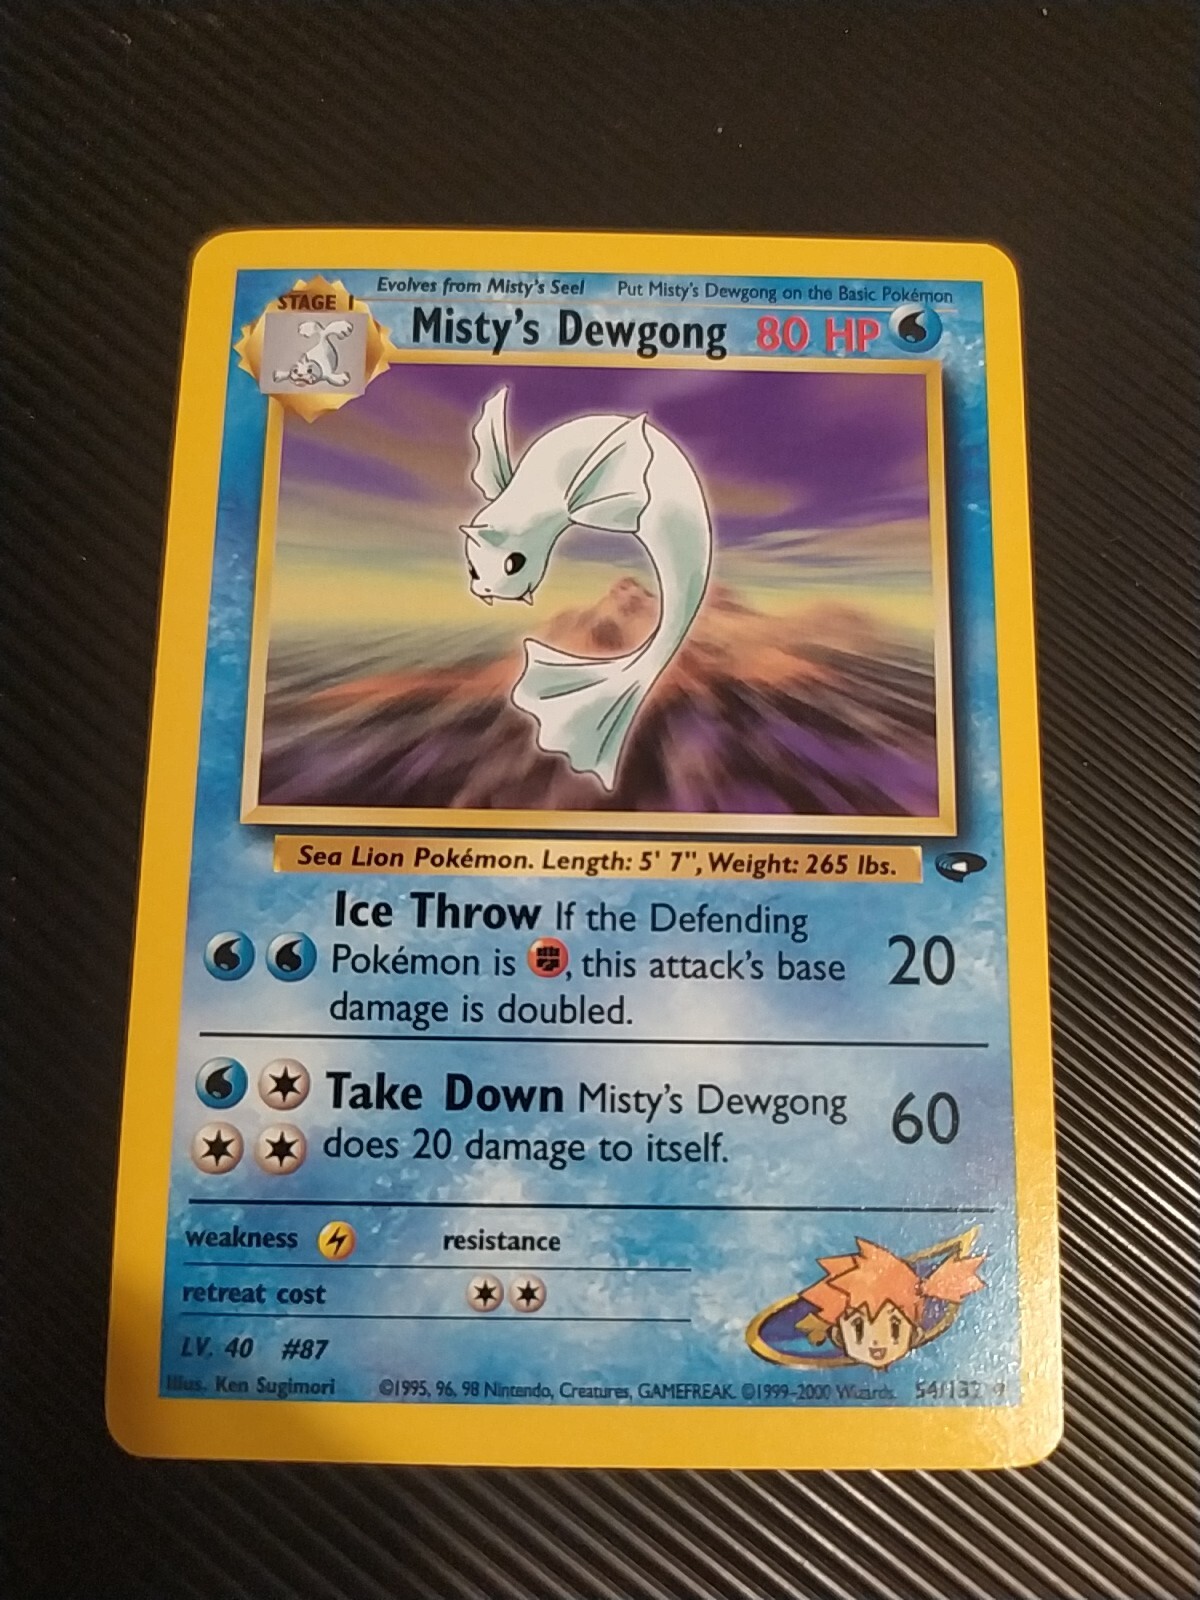 Evolves from Misty's Seel Put Misty's Dewgong on the Basic Pokémon
STAGE 1
Misty's Dewgong 80 HP
Sea Lion Pokémon. Length: 5' 7", Weight: 265 lbs.
Ice Throw If the Defending
Pokémon is , this attack's base 20
damage is doubled.
Take Down Misty's Dewgong 60
does 20 damage to itself.
weakness resistance
retreat cost
LV. 40 #87
Illus. Ken Sugimori ©1995, 96, 98 Nintendo, Creatures, GAMEFREAK. ©1999–2000 Wizards. 54/132